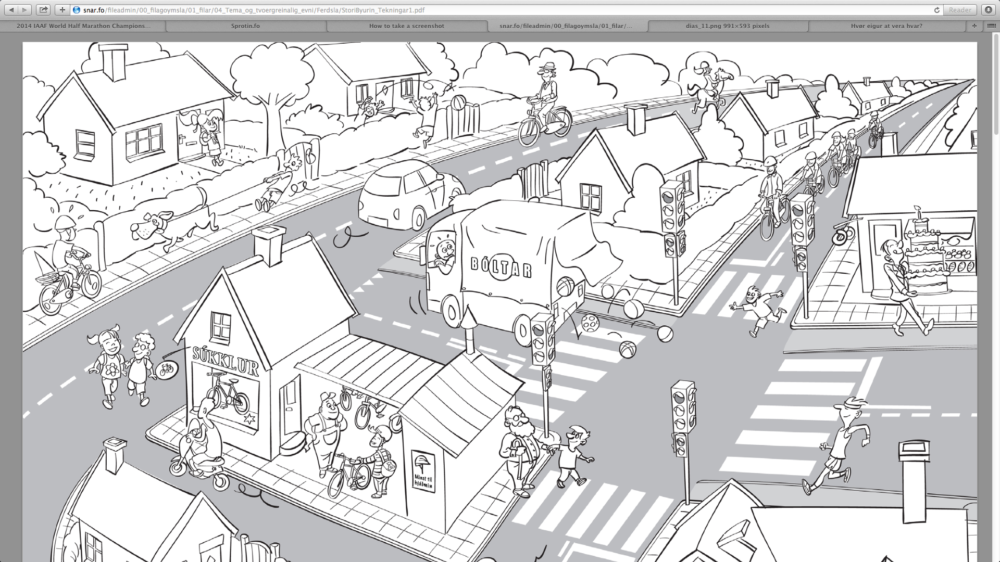 snar.fo/fileadmin/00_filagoymsla/01_filar/04_Tema_og_tvoergreinalig_evni/Ferdsla/StoriByurin_Tekningar1.pdf
Reader
2014 IAAF World Half Marathon Champions...
Sprotin.fo
How to take a screenshot
snar.fo/fileadmin/00_filagoymsla/01_filar/...
dias_11.png 991×593 pixels
Hvør eigur at vera hvar?
BÓLTAR
SÚKKLUR
Minst til
hjálmin